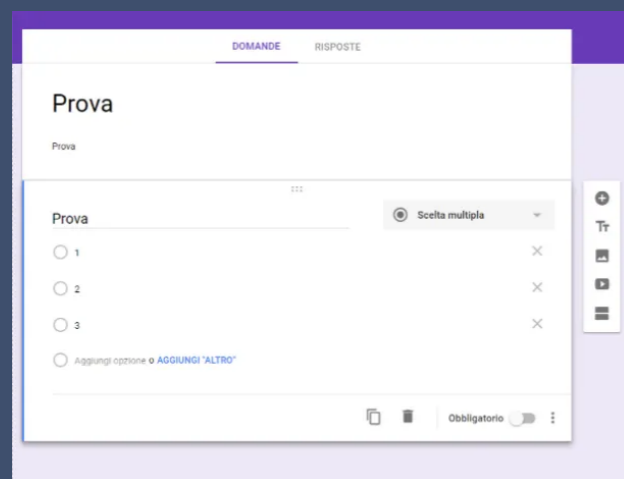 DOMANDE RISPOSTE
Prova
Prova
Prova Scelta multipla
1
2
3
Aggiungi opzione o AGGIUNGI "ALTRO"
Obbligatorio